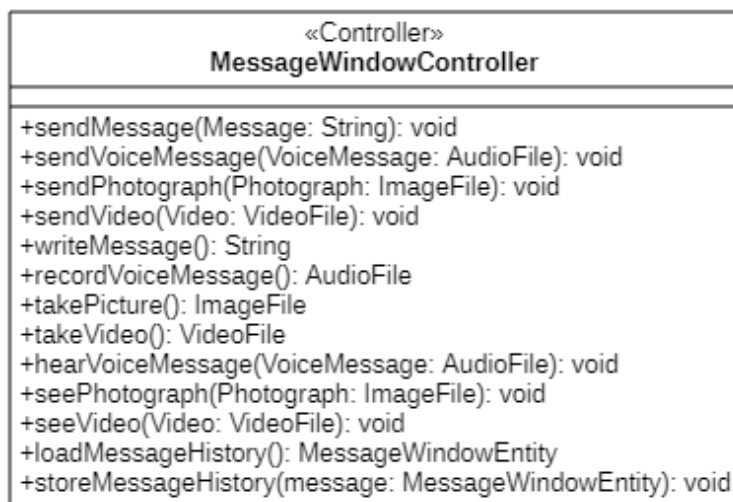 «Controller»
MessageWindowController
+sendMessage(Message: String): void
+sendVoiceMessage(VoiceMessage: AudioFile): void
+sendPhotograph(Photograph: ImageFile): void
+sendVideo(Video: VideoFile): void
+writeMessage(): String
+recordVoiceMessage(): AudioFile
+takePicture(): ImageFile
+takeVideo(): VideoFile
+hearVoiceMessage(VoiceMessage: AudioFile): void
+seePhotograph(Photograph: ImageFile): void
+seeVideo(Video: VideoFile): void
+loadMessageHistory(): MessageWindowEntity
+storeMessageHistory(message: MessageWindowEntity): void